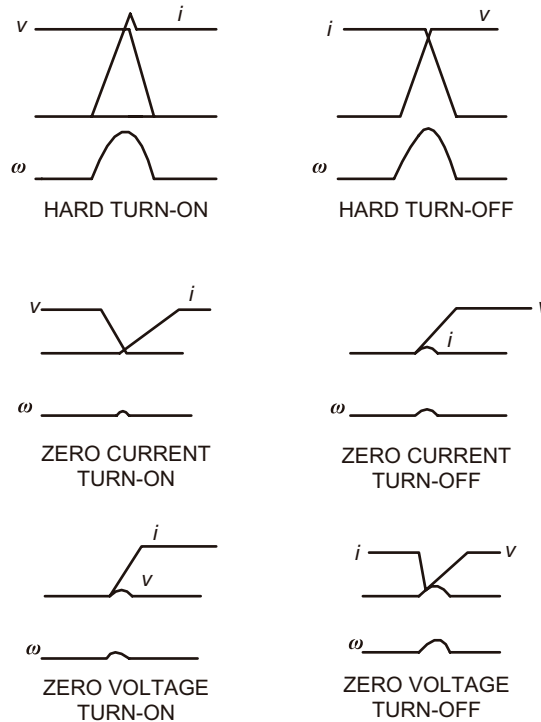 v i
ω
HARD TURN-ON
i v
ω
HARD TURN-OFF
v i
ω
ZERO CURRENT
TURN-ON
v
i
ω
ZERO CURRENT
TURN-OFF
i
v
ω
ZERO VOLTAGE
TURN-ON
i v
ω
ZERO VOLTAGE
TURN-OFF